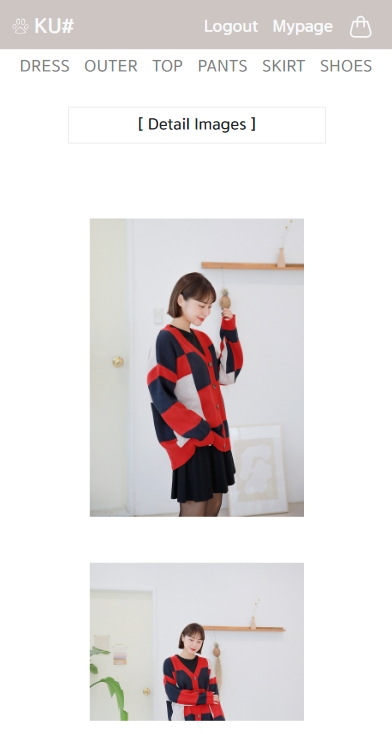 KU# Logout Mypage
DRESS OUTER TOP PANTS SKIRT SHOES
[ Detail Images ]